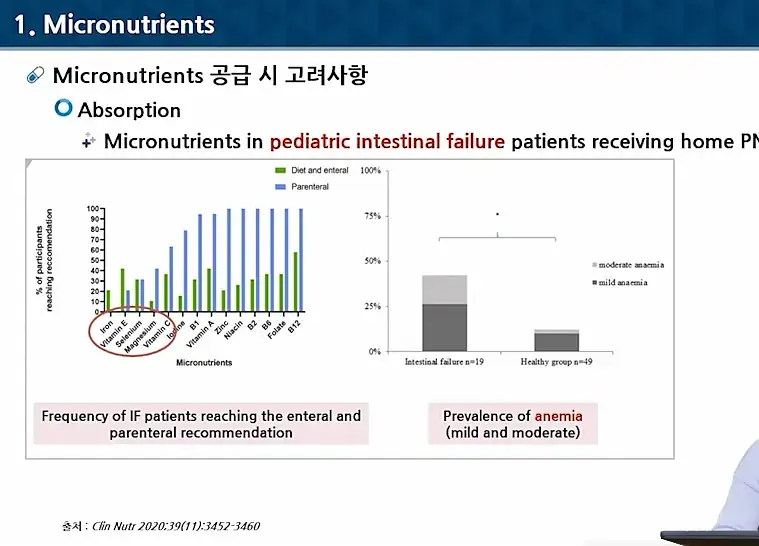 1. Micronutrients
Micronutrients 공급 시 고려사항
Absorption
Micronutrients in pediatric intestinal failure patients receiving home PN
Diet and enteral
Parenteral
% of participants
reaching reccomendation
100
90
80
70
60
50
40
30
20
10
0
Iron
Vitamin E
Selenium
Magnesium
Vitamin C
Iodine
B1
Vitamin A
Zinc
Niacin
B2
B6
Folate
B12
Micronutrients
100%
75%
50%
25%
0%
*
moderate anaemia
mild anaemia
Intestinal failure n=19
Healthy group n=49
Frequency of IF patients reaching the enteral and
parenteral recommendation
Prevalence of anemia
(mild and moderate)
출처 : Clin Nutr 2020;39(11):3452-3460